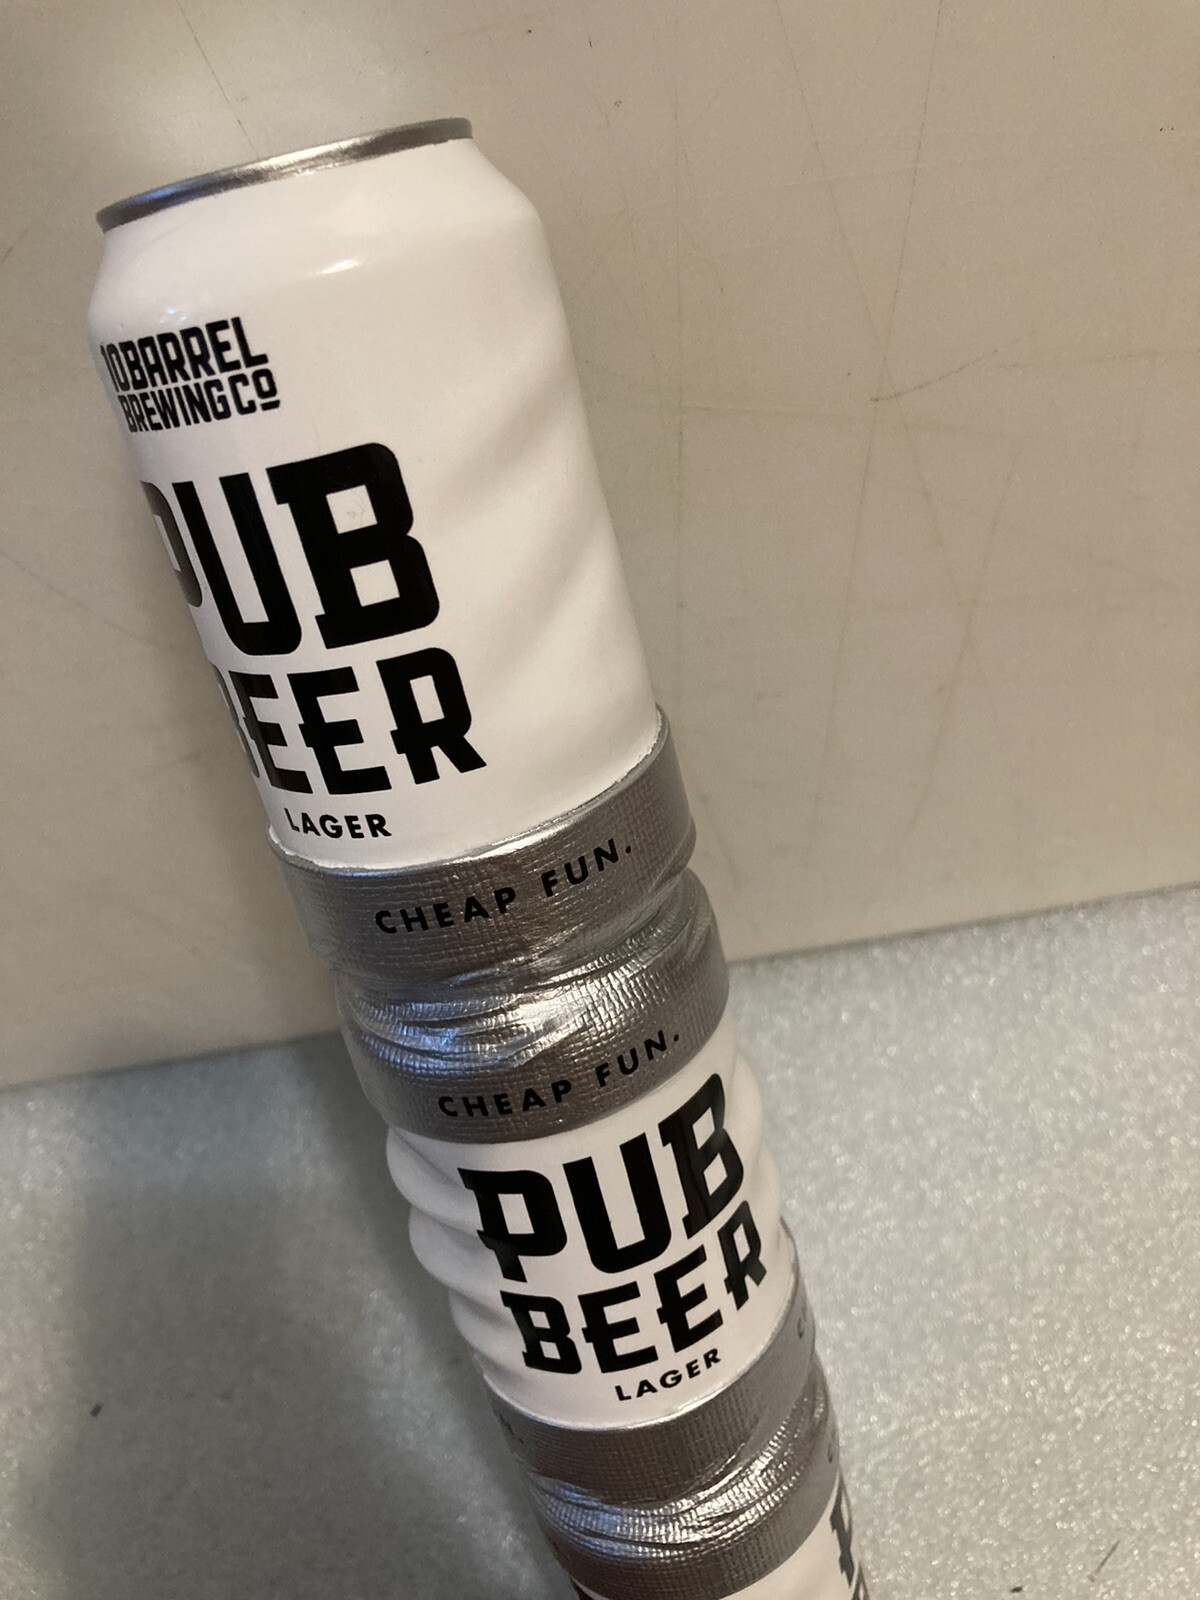 10BARREL
BREWING CO
PUB
BEER
LAGER
CHEAP FUN.
CHEAP FUN.
PUB
BEER
LAGER